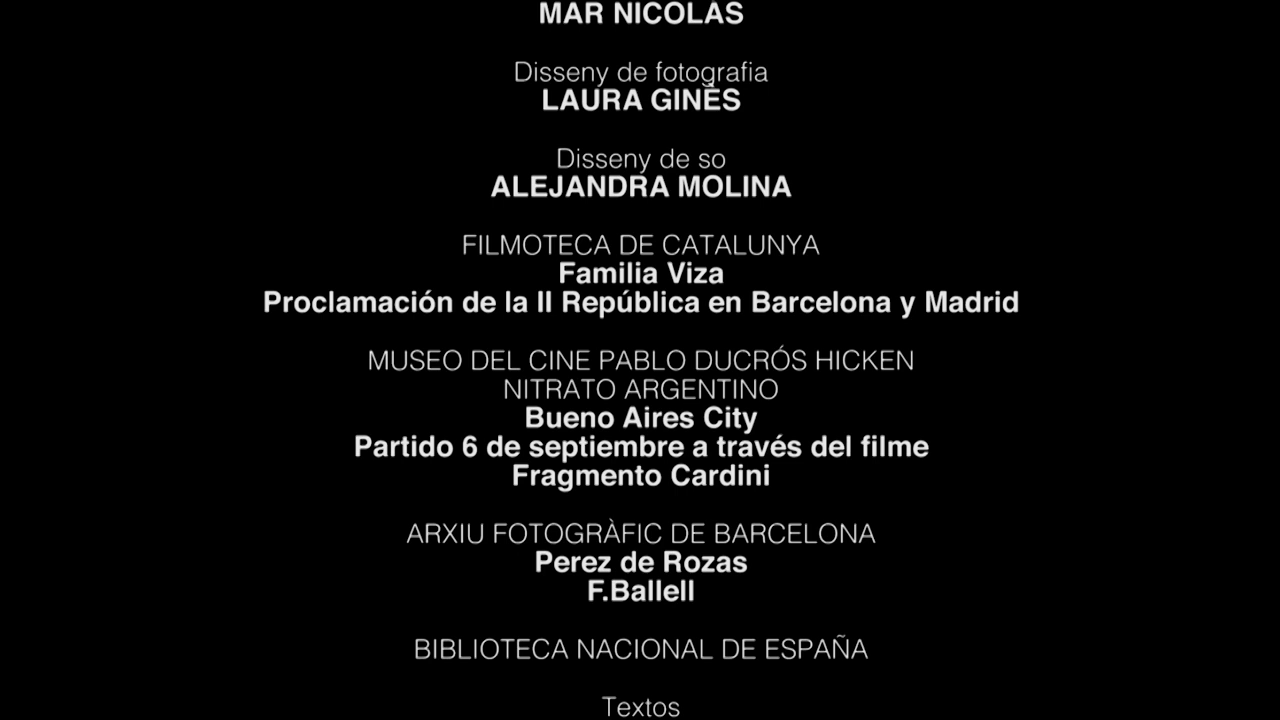 MAR NICOLÁS
Disseny de fotografia
LAURA GINÈS
Disseny de so
ALEJANDRA MOLINA
FILMOTECA DE CATALUNYA
Familia Viza
Proclamación de la II República en Barcelona y Madrid
MUSEO DEL CINE PABLO DUCRÓS HICKEN
NITRATO ARGENTINO
Bueno Aires City
Partido 6 de septiembre a través del filme
Fragmento Cardini
ARXIU FOTOGRÀFIC DE BARCELONA
Perez de Rozas
F.Ballell
BIBLIOTECA NACIONAL DE ESPAÑA
Textos